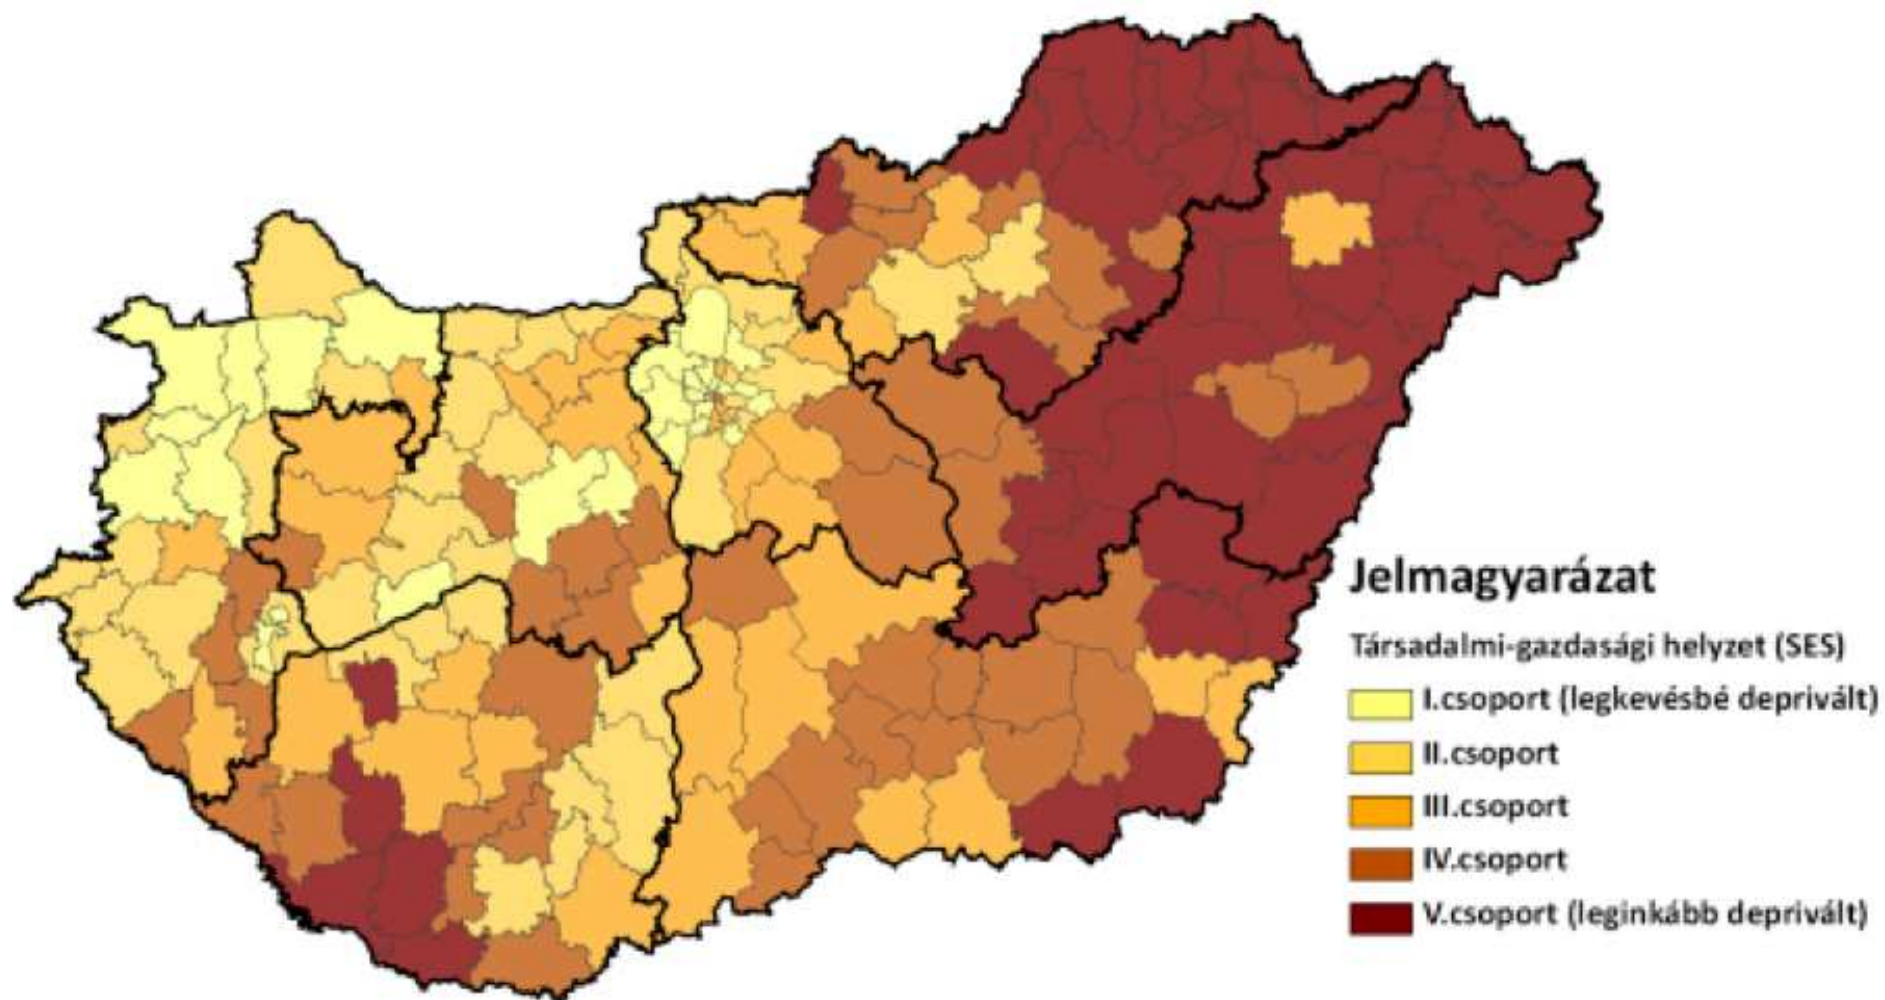 Jelmagyarázat
Társadalmi-gazdasági helyzet (SES)
I.csoport (legkevésbé deprivált)
II.csoport
III.csoport
IV.csoport
V.csoport (leginkább deprivált)